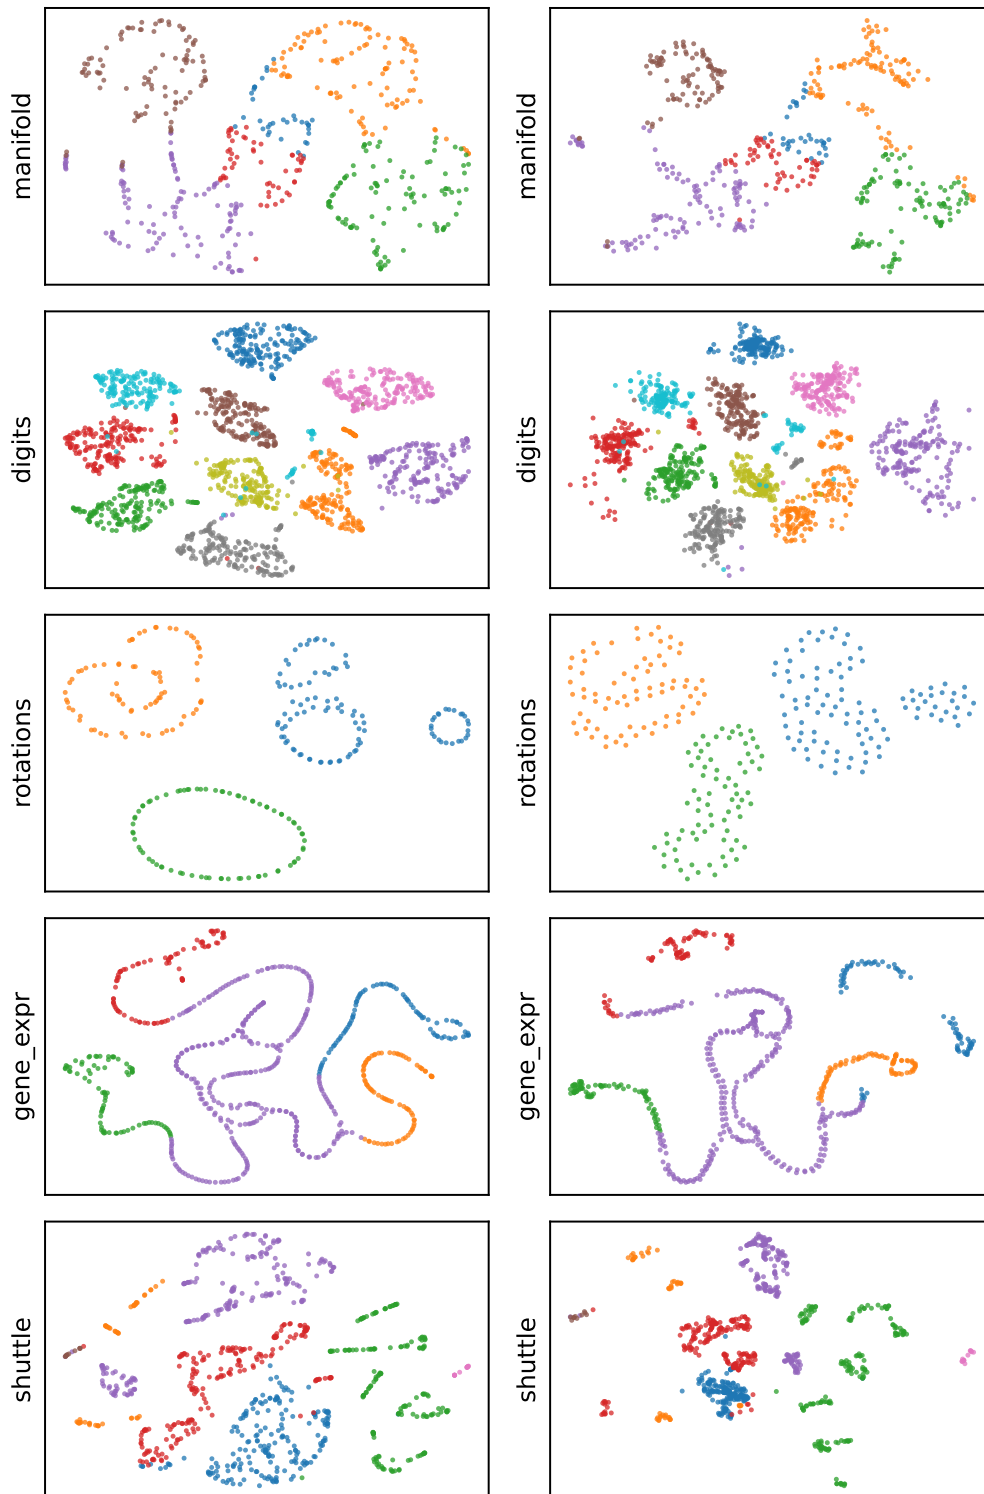 manifold
manifold
digits
digits
rotations
rotations
gene_expr
gene_expr
shuttle
shuttle